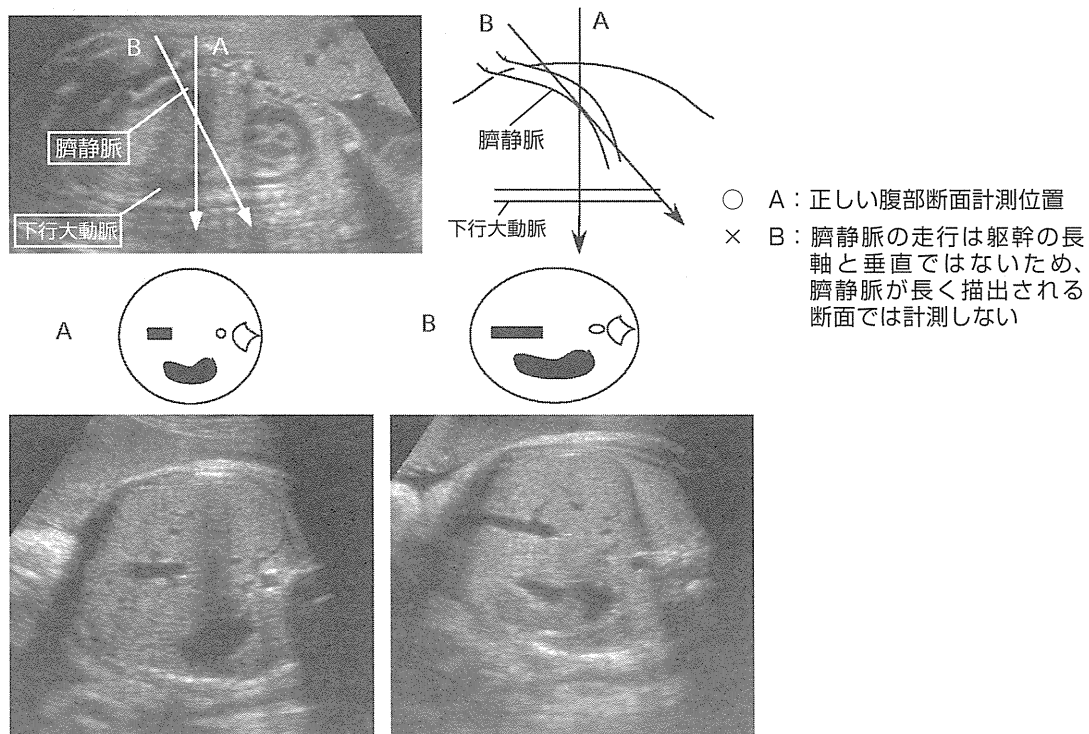 B A
臍静脈
下行大動脈
B A
臍静脈
下行大動脈
○ A:正しい腹部断面計測位置
× B:臍静脈の走行は躯幹の長
軸と垂直ではないため、
臍静脈が長く描出される
断面では計測しない
A
B